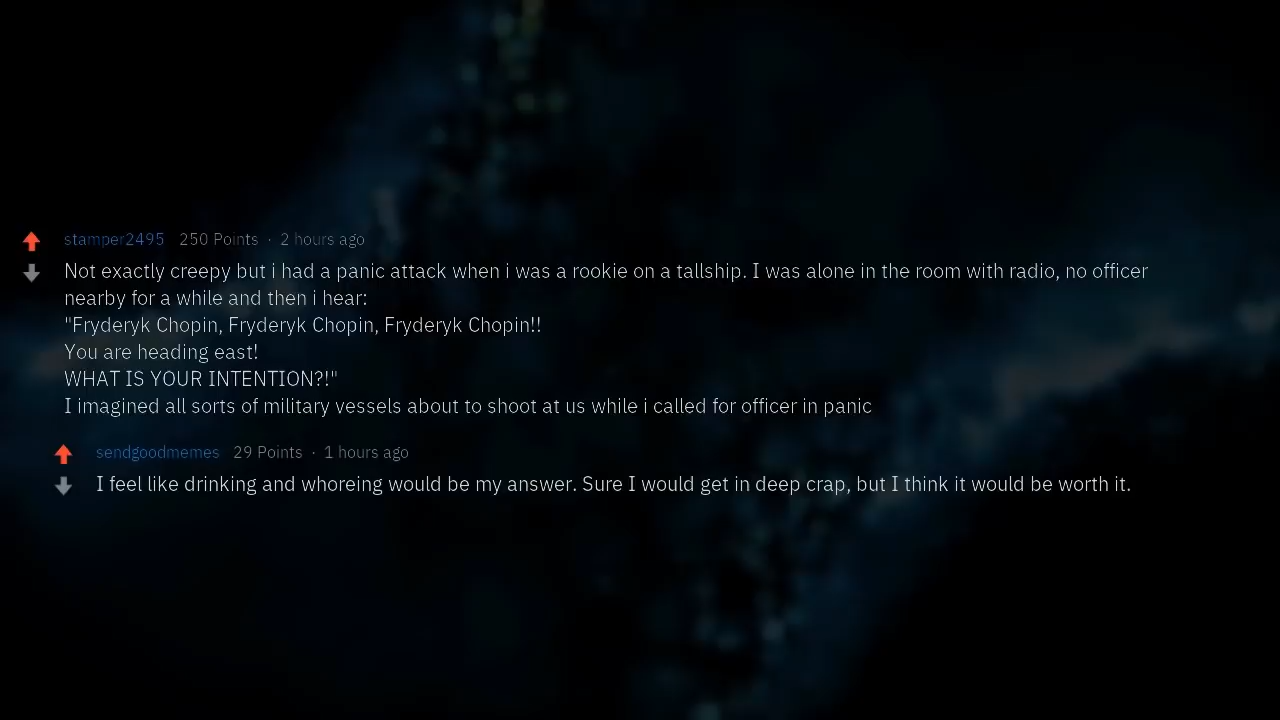 stamper2495 250 Points · 2 hours ago
Not exactly creepy but i had a panic attack when i was a rookie on a tallship. I was alone in the room with radio, no officer
nearby for a while and then i hear:
"Fryderyk Chopin, Fryderyk Chopin, Fryderyk Chopin!!
You are heading east!
WHAT IS YOUR INTENTION?!"
I imagined all sorts of military vessels about to shoot at us while i called for officer in panic
sendgoodmemes 29 Points · 1 hours ago
I feel like drinking and whoreing would be my answer. Sure I would get in deep crap, but I think it would be worth it.